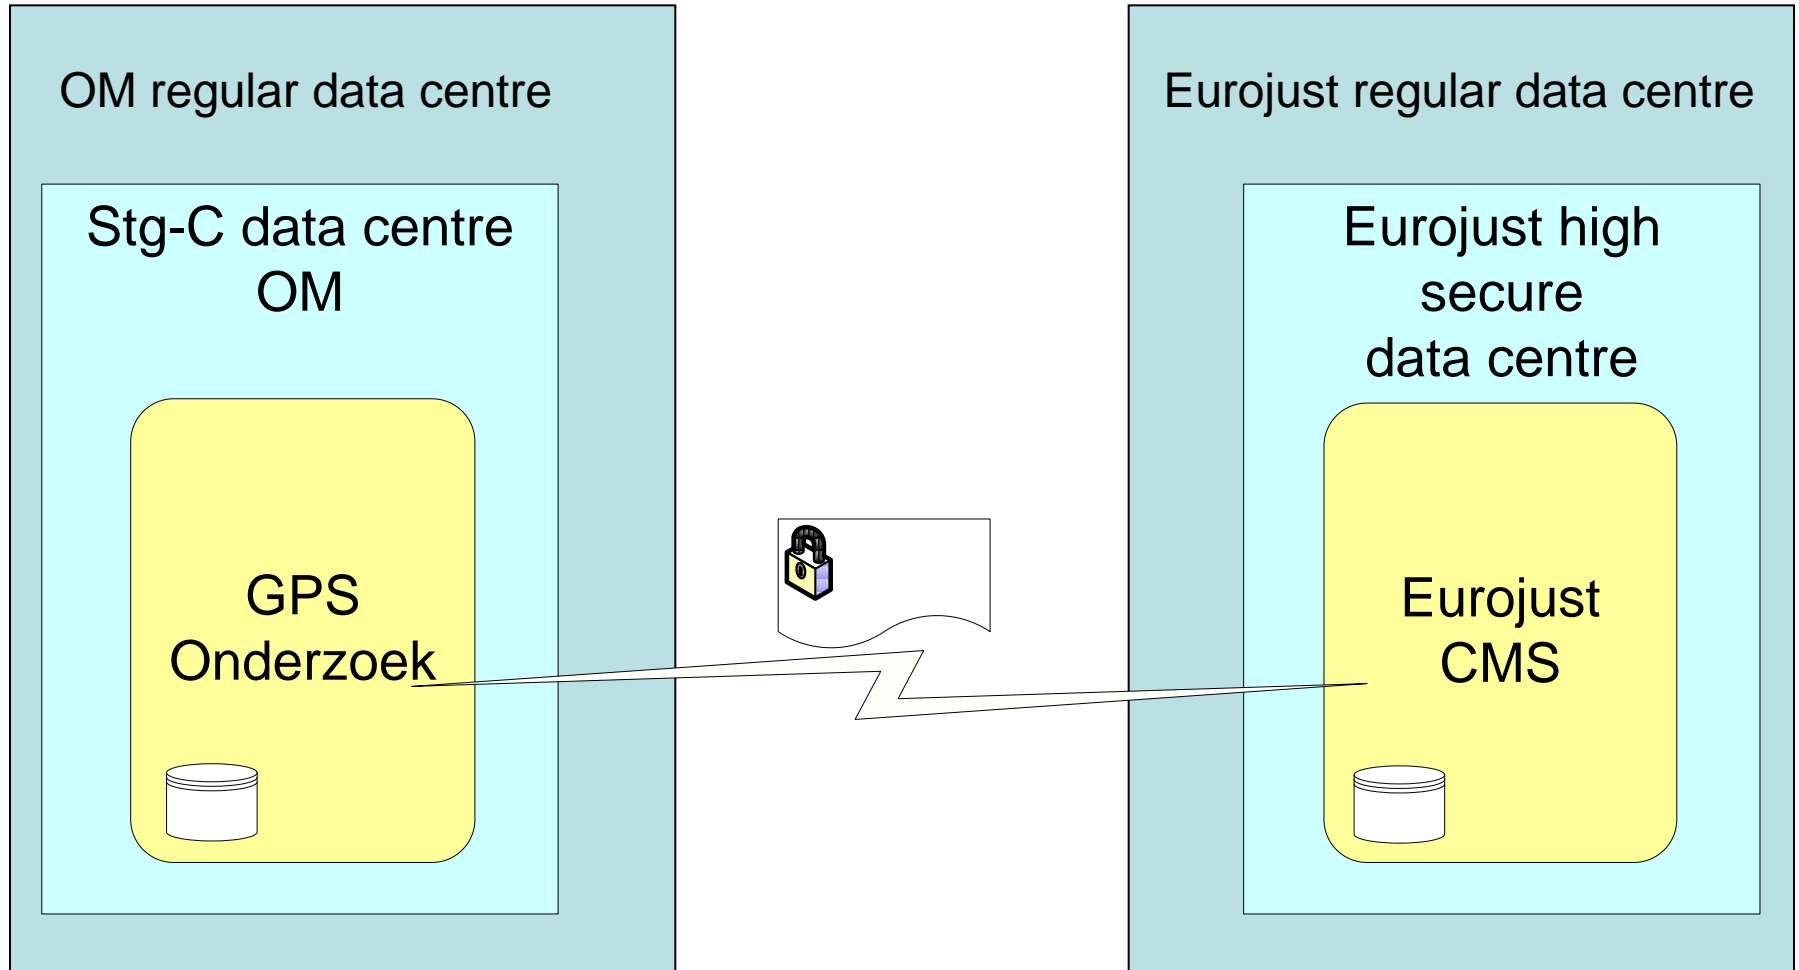 OM regular data centre
Stg-C data centre
OM
GPS
Onderzoek
Eurojust regular data centre
Eurojust high
secure
data centre
Eurojust
CMS